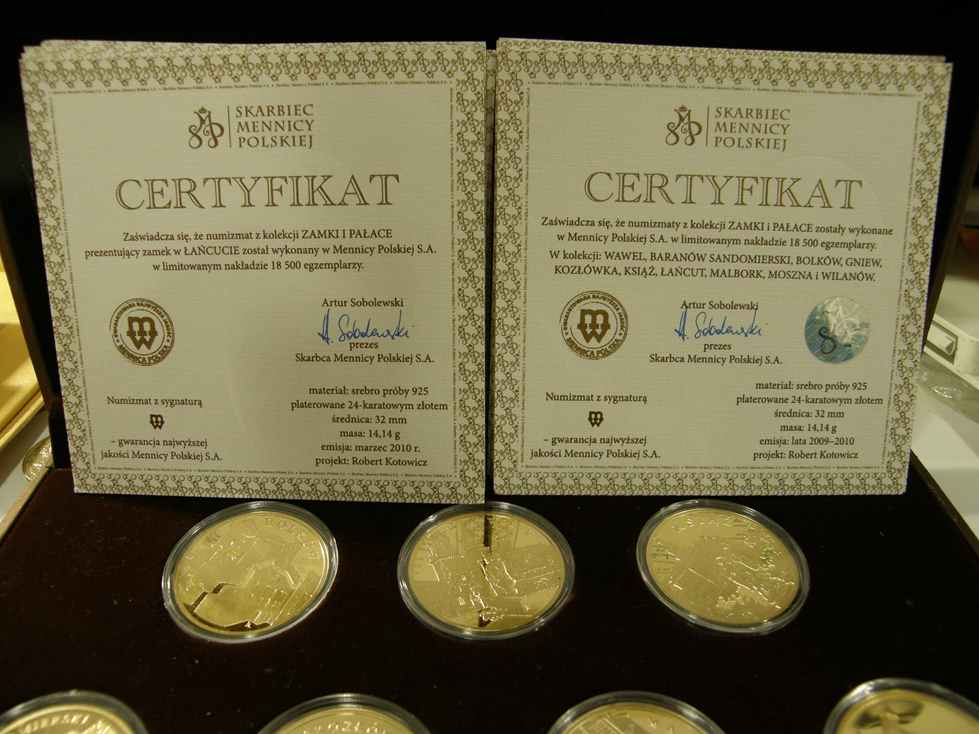 SKARBIEC
MENNICY
POLSKIEJ
CERTYFIKAT
Zaświadcza się, że numizmat z kolekcji ZAMKI I PAŁACE
prezentujący zamek w ŁAŃCUCIE został wykonany w Mennicy Polskiej S.A.
w limitowanym nakładzie 18 500 egzemplarzy.
Artur Sobolewski
A. Sobolewski
prezes
Skarbca Mennicy Polskiej S.A.
MENNICA POLSKA
Numizmat z sygnaturą
– gwarancja najwyższej
jakości Mennicy Polskiej S.A.
materiał: srebro próby 925
platerowane 24-karatowym złotem
średnica: 32 mm
masa: 14,14 g
emisja: marzec 2010 r.
projekt: Robert Kotowicz
SKARBIEC
MENNICY
POLSKIEJ
CERTYFIKAT
Zaświadcza się, że numizmaty z kolekcji ZAMKI i PAŁACE zostały wykonane
w Mennicy Polskiej S.A. w limitowanym nakładzie 18 500 egzemplarzy.
W kolekcji: WAWEL, BARANÓW SANDOMIERSKI, BOLKÓW, GNIEW,
KOZŁÓWKA, KSIĄŻ, ŁAŃCUT, MALBORK, MOSZNA i WILANÓW.
Artur Sobolewski
A. Sobolewski
prezes
Skarbca Mennicy Polskiej S.A.
MENNICA POLSKA
Numizmat z sygnaturą
– gwarancja najwyższej
jakości Mennicy Polskiej S.A.
materiał: srebro próby 925
platerowane 24-karatowym złotem
średnica: 32 mm
masa: 14,14 g
emisja: lata 2009–2010
projekt: Robert Kotowicz